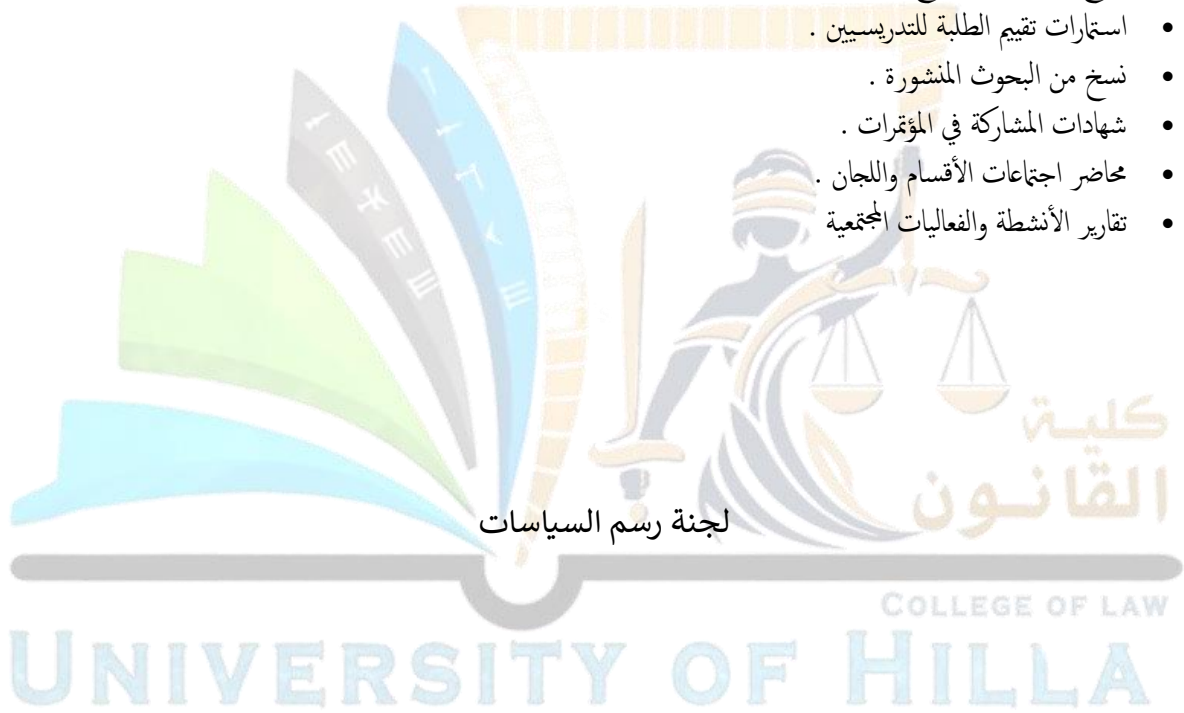 • استمارات تقييم الطلبة للتدريسيين .
• نسخ من البحوث المنشورة .
• شهادات المشاركة في المؤتمرات .
• محاضر اجتماعات الأقسام واللجان .
• تقارير الأنشطة والفعاليات المجتمعية
كلية
القانون
لجنة رسم السياسات
COLLEGE OF LAW
UNIVERSITY OF HILLA